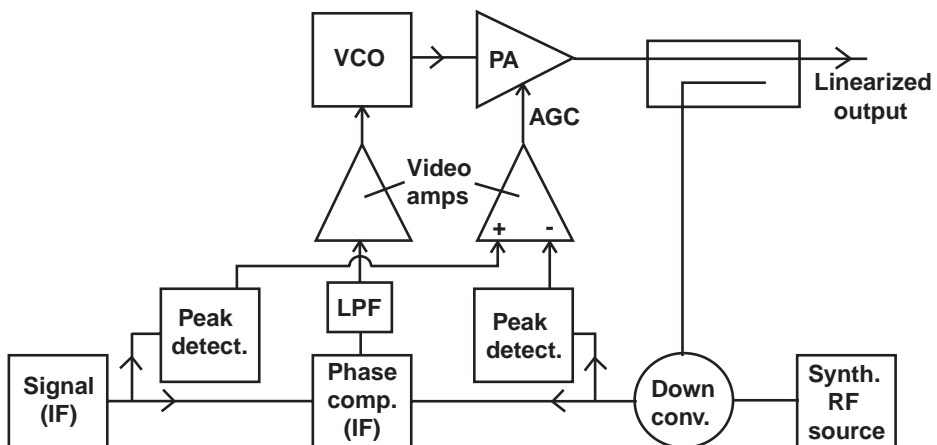 VCO
PA
Linearized
output
AGC
Video
amps
+ -
LPF
Peak
detect.
Peak
detect.
Signal
(IF)
Phase
comp.
(IF)
Down
conv.
Synth.
RF
source